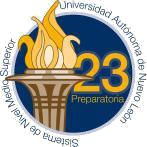 Universidad Autónoma de Nuevo León
23
Preparatoria
Sistema de Nivel Medio Superior